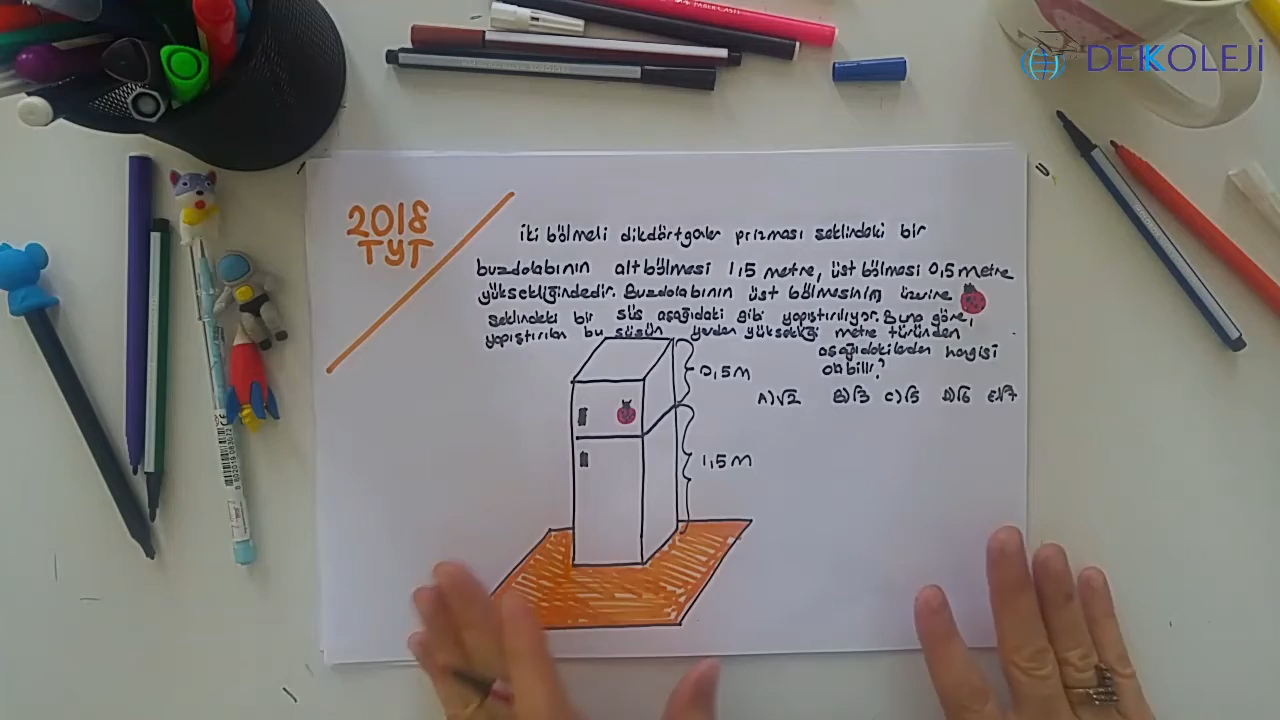 DEKOLEJİ
2018
TYT
iki bölmeli dikdörtgenler prizması şeklindeki bir
buzdolabının alt bölmesi 1,5 metre, üst bölmesi 0,5 metre
yüksekliğindedir. Buzdolabının üst bölmesinin üzerine
şeklindeki bir süs aşağıdaki gibi yapıştırılıyor. Buna göre,
yapıştırılan bu süsün yerden yüksekliği metre türünden
aşağıdakilerden hangisi
olabilir?
A)√2 B)√3 C)√5 D)√6 E)√7
0,5M
1,5M